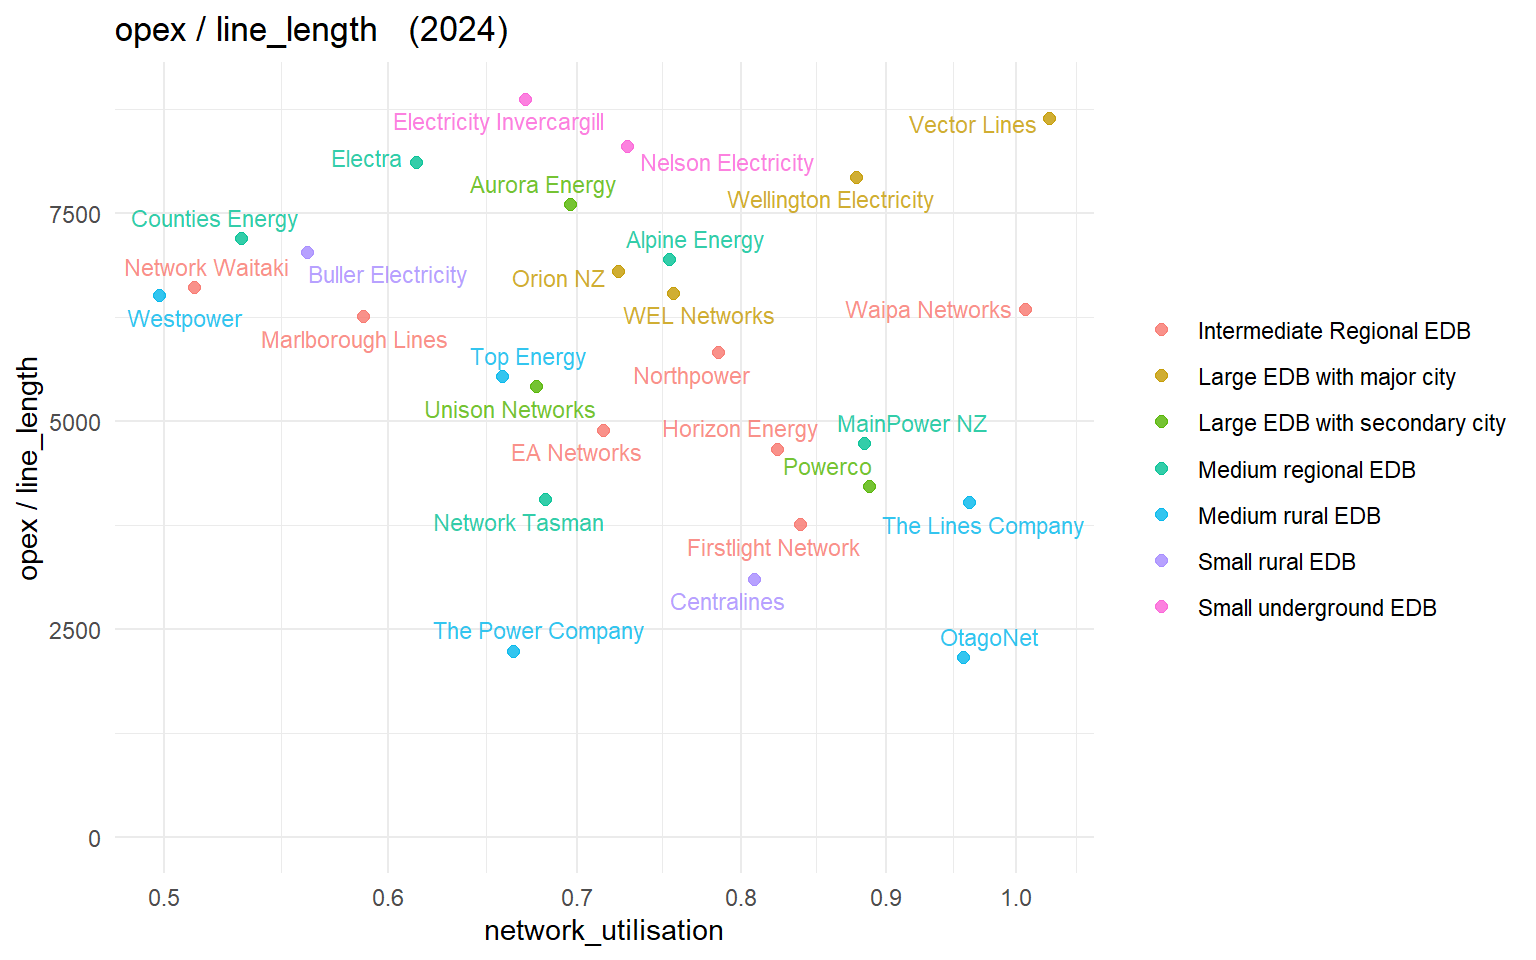 opex / line_length   (2024)
Electricity Invercargill
Vector Lines
Electra
Nelson Electricity
Aurora Energy
Wellington Electricity
7500
Counties Energy
Alpine Energy
Network Waitaki
Buller Electricity
Orion NZ
Westpower
WEL Networks
Waipa Networks
Marlborough Lines
Top Energy
Northpower
Unison Networks
5000
Horizon Energy
MainPower NZ
EA Networks
Powerco
Network Tasman
The Lines Company
Firstlight Network
Centralines
2500
The Power Company
OtagoNet
0
opex / line_length
0.5 0.6 0.7 0.8 0.9 1.0
network_utilisation
Intermediate Regional EDB
Large EDB with major city
Large EDB with secondary city
Medium regional EDB
Medium rural EDB
Small rural EDB
Small underground EDB